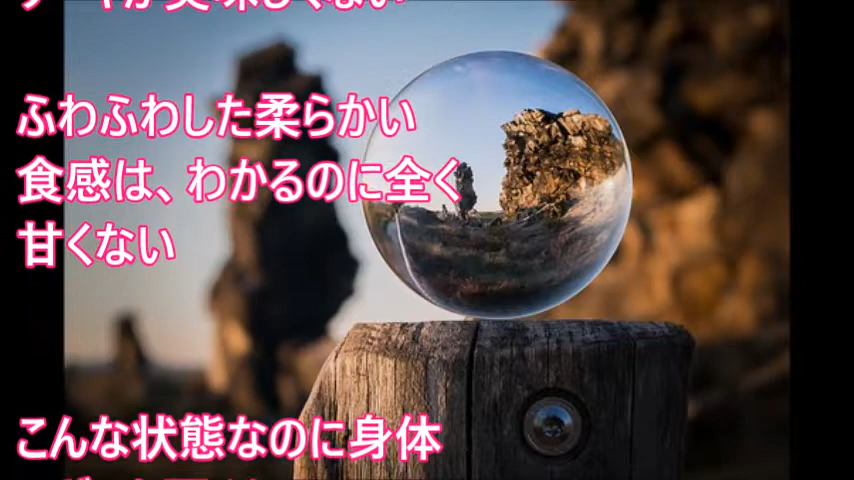 ふわふわした柔らかい
食感は、わかるのに全く
甘くない
こんな状態なのに身体